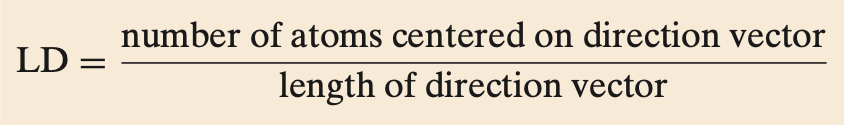 LD = number of atoms centered on direction vector
length of direction vector